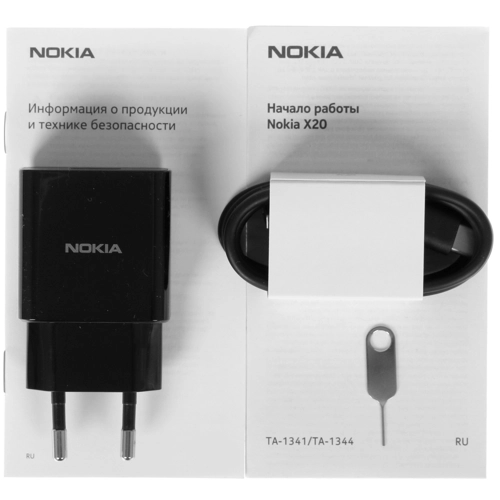 NOKIA
Информация о продукции
и технике безопасности
NOKIA
RU
NOKIA
Начало работы
Nokia X20
TA-1341/TA-1344
RU